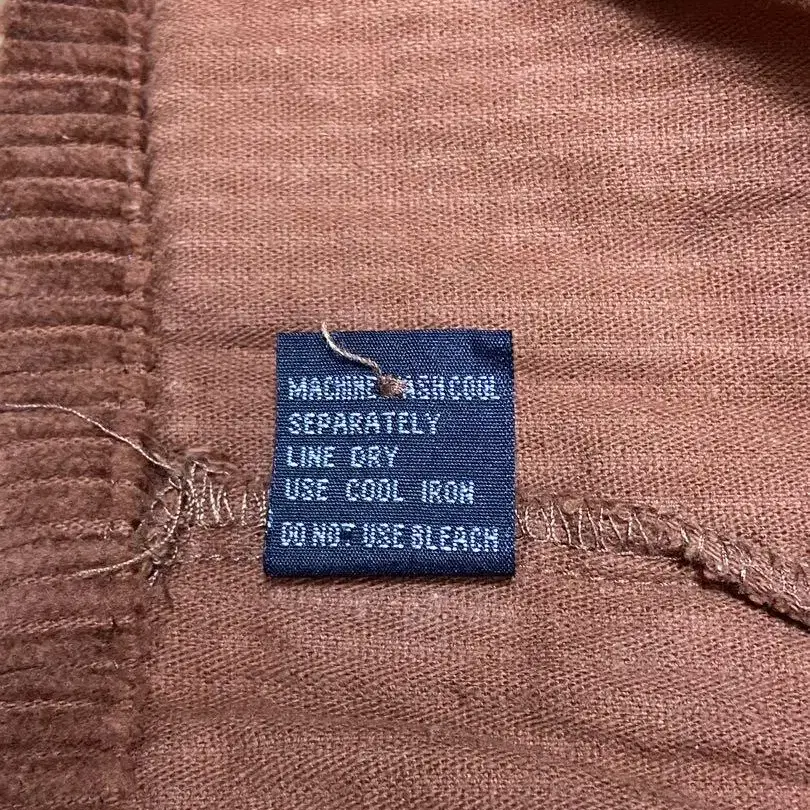 MACHINE WASH COOL
SEPARATELY
LINE DRY
USE COOL IRON
DO NOT USE BLEACH